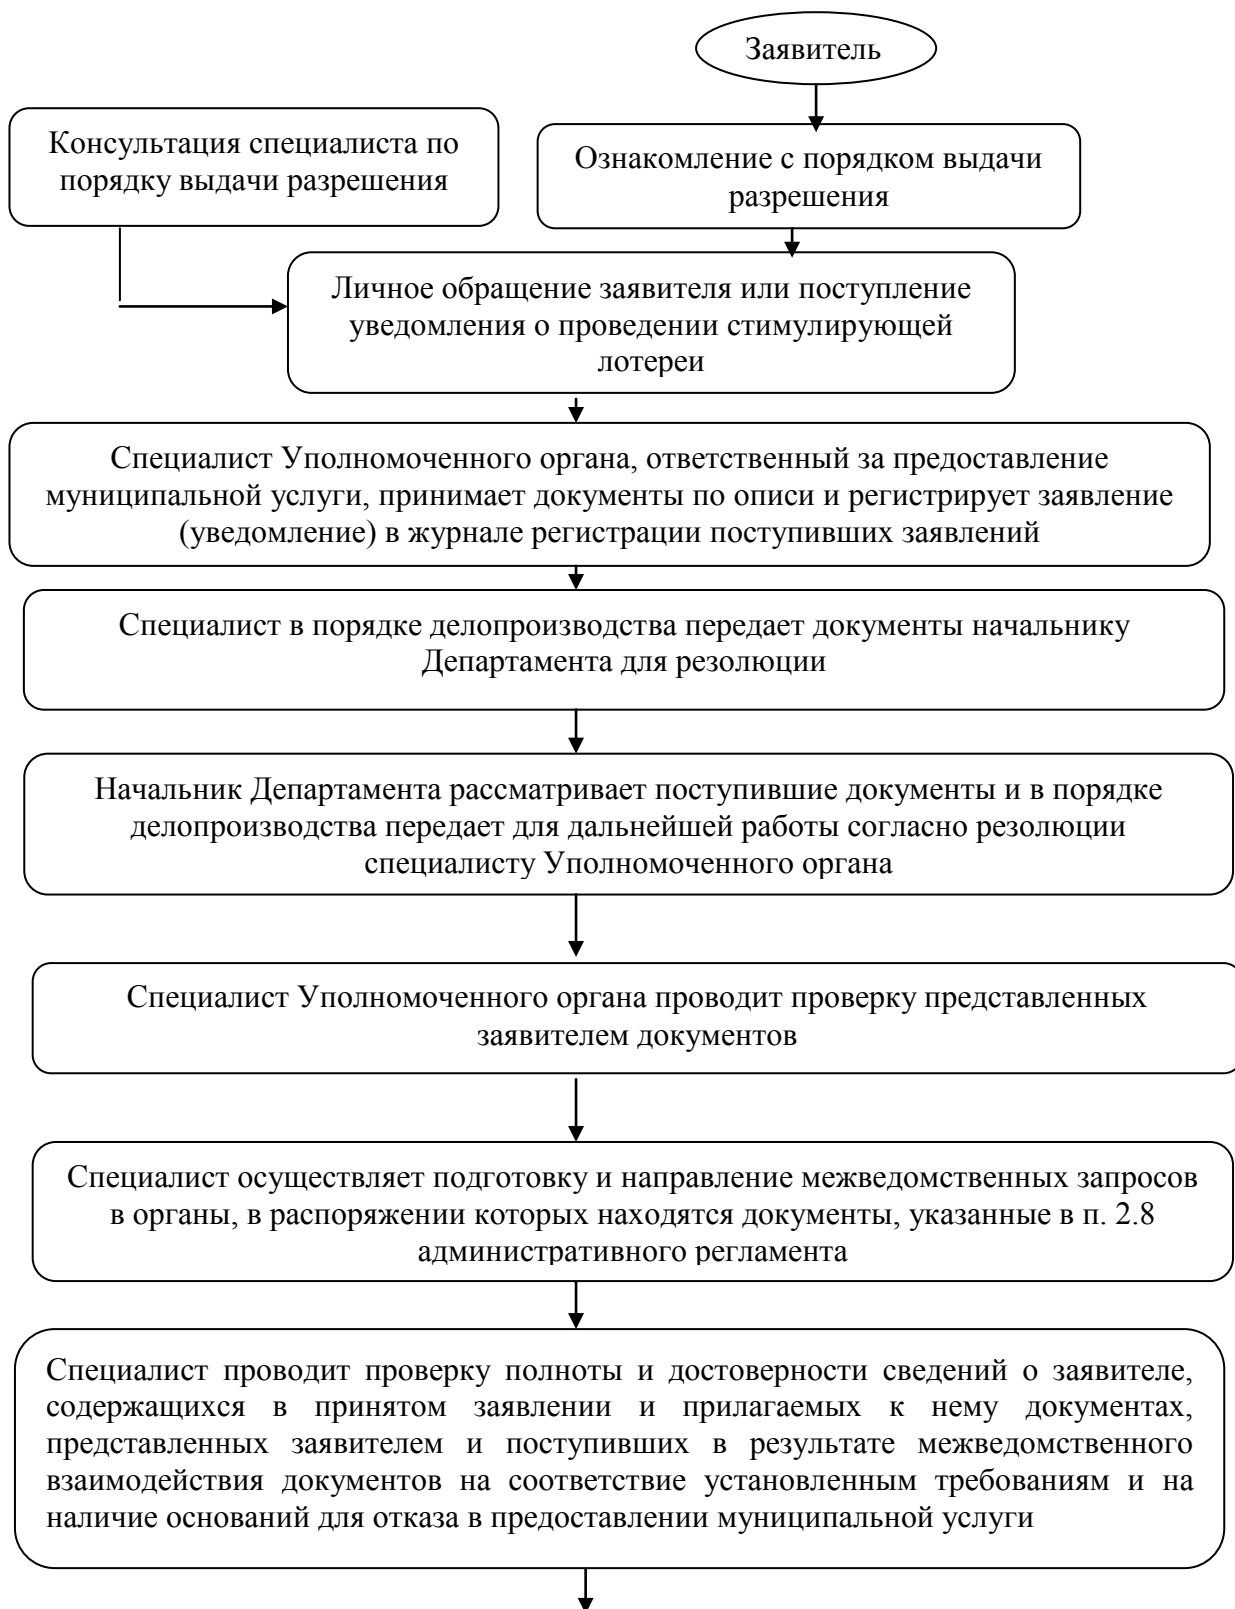 Заявитель
Консультация специалиста по
порядку выдачи разрешения
Ознакомление с порядком выдачи
разрешения
Личное обращение заявителя или поступление
уведомления о проведении стимулирующей
лотереи
Специалист Уполномоченного органа, ответственный за предоставление
муниципальной услуги, принимает документы по описи и регистрирует заявление
(уведомление) в журнале регистрации поступивших заявлений
Специалист в порядке делопроизводства передает документы начальнику
Департамента для резолюции
Начальник Департамента рассматривает поступившие документы и в порядке
делопроизводства передает для дальнейшей работы согласно резолюции
специалисту Уполномоченного органа
Специалист Уполномоченного органа проводит проверку представленных
заявителем документов
Специалист осуществляет подготовку и направление межведомственных запросов
в органы, в распоряжении которых находятся документы, указанные в п. 2.8
административного регламента
Специалист проводит проверку полноты и достоверности сведений о заявителе,
содержащихся в принятом заявлении и прилагаемых к нему документах,
представленных заявителем и поступивших в результате межведомственного
взаимодействия документов на соответствие установленным требованиям и на
наличие оснований для отказа в предоставлении муниципальной услуги